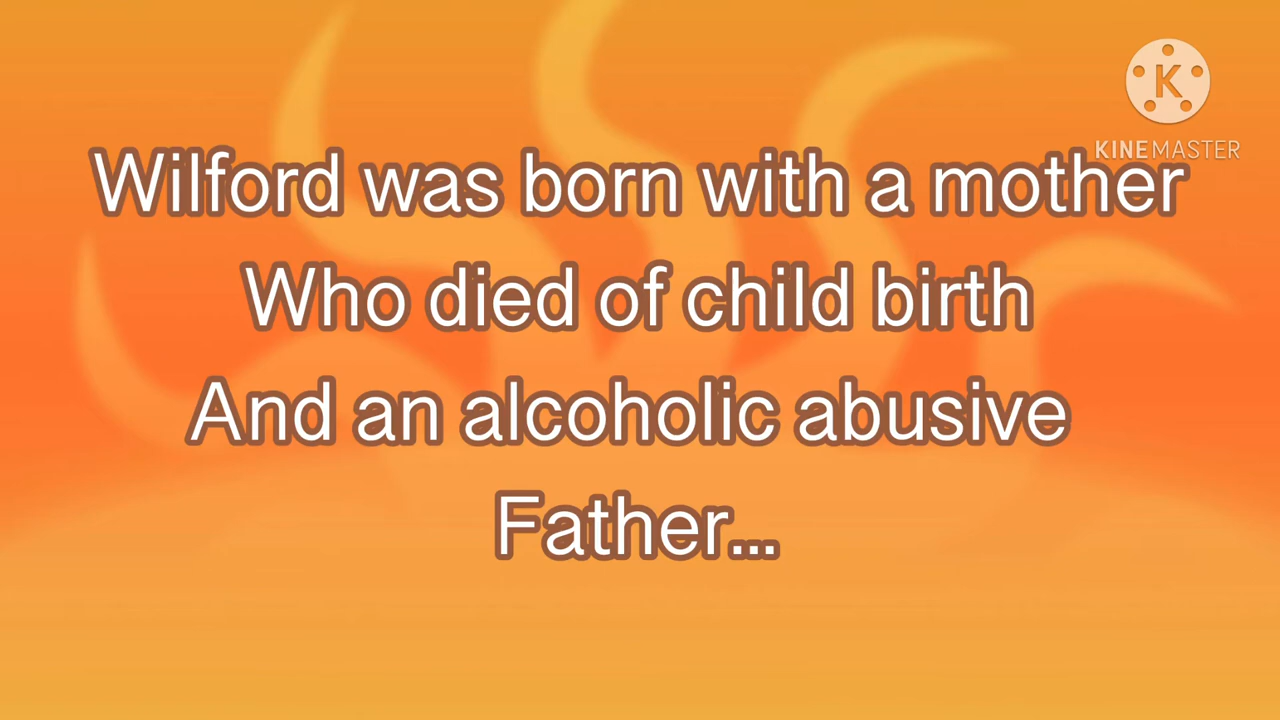 K
KINEMASTER
Wilford was born with a mother
Who died of child birth
And an alcoholic abusive
Father...